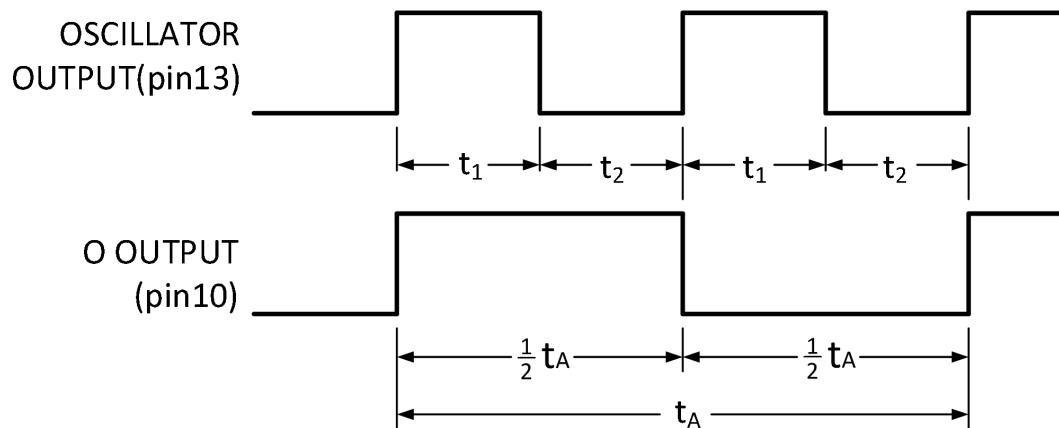 OSCILLATOR
OUTPUT(pin13)
t₁ t₂ t₁ t₂
O OUTPUT
(pin10)
½ tA ½ tA
tA